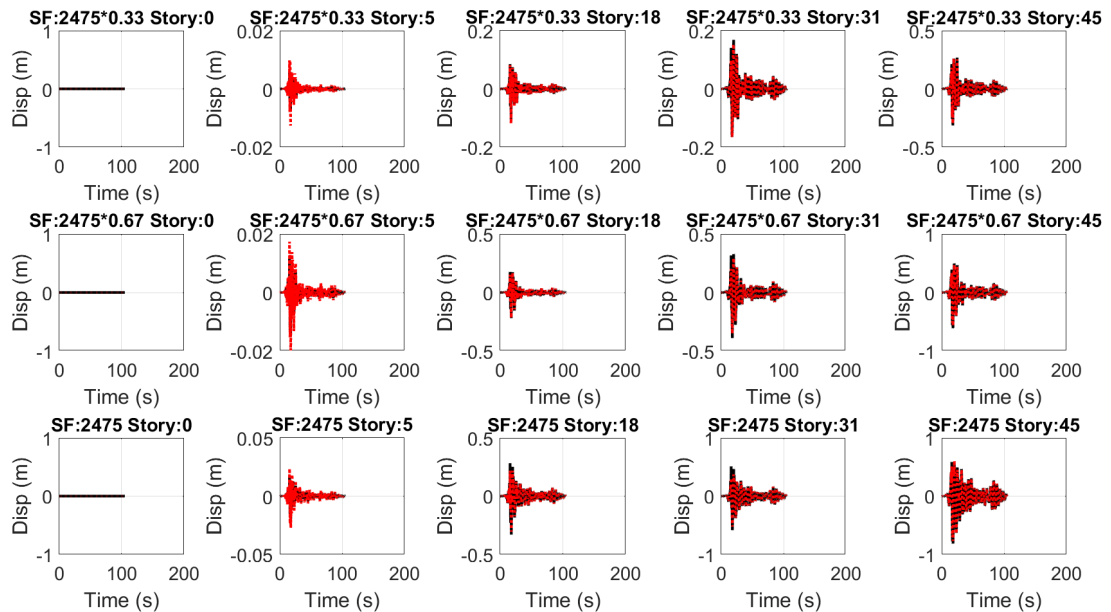 SF:2475*0.33 Story:0 SF:2475*0.33 Story:5 SF:2475*0.33 Story:18 SF:2475*0.33 Story:31 SF:2475*0.33 Story:45
1 0.02 0.2 0.2 0.5
Disp (m) Disp (m) Disp (m) Disp (m) Disp (m)
0 0 0 0 0
-1 -0.02 -0.2 -0.2 -0.5
0 100 200 0 100 200 0 100 200 0 100 200 0 100 200
Time (s) Time (s) Time (s) Time (s) Time (s)
SF:2475*0.67 Story:0 SF:2475*0.67 Story:5 SF:2475*0.67 Story:18 SF:2475*0.67 Story:31 SF:2475*0.67 Story:45
1 0.02 0.5 0.5 1
Disp (m) Disp (m) Disp (m) Disp (m) Disp (m)
0 0 0 0 0
-1 -0.02 -0.5 -0.5 -1
0 100 200 0 100 200 0 100 200 0 100 200 0 100 200
Time (s) Time (s) Time (s) Time (s) Time (s)
SF:2475 Story:0 SF:2475 Story:5 SF:2475 Story:18 SF:2475 Story:31 SF:2475 Story:45
1 0.05 0.5 1 1
Disp (m) Disp (m) Disp (m) Disp (m) Disp (m)
0 0 0 0 0
-1 -0.05 -0.5 -1 -1
0 100 200 0 100 200 0 100 200 0 100 200 0 100 200
Time (s) Time (s) Time (s) Time (s) Time (s)